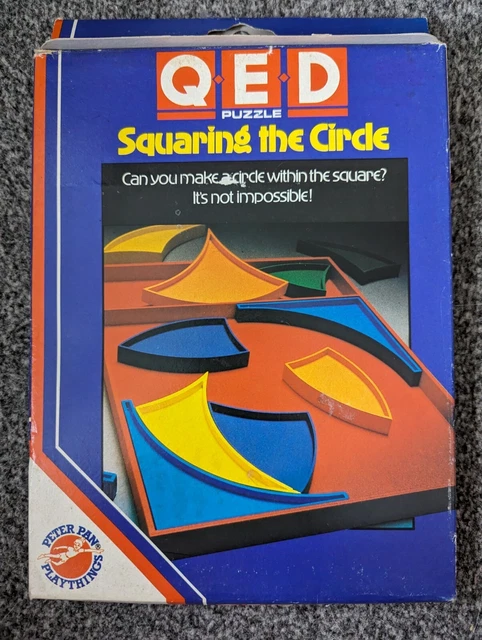 Q·E·D
PUZZLE
Squaring the Circle
Can you make a circle within the square?
It's not impossible!
PETER PAN
PLAYTHINGS